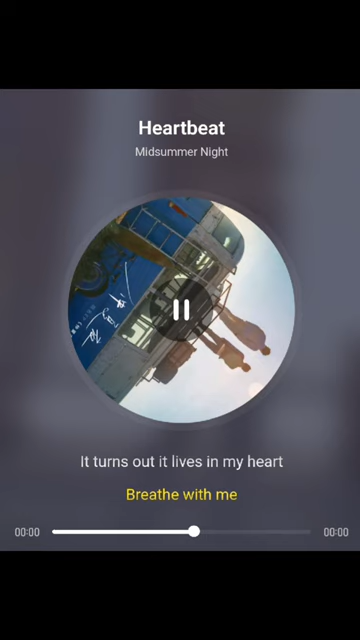 Heartbeat
Midsummer Night
It turns out it lives in my heart
Breathe with me
00:00
00:00